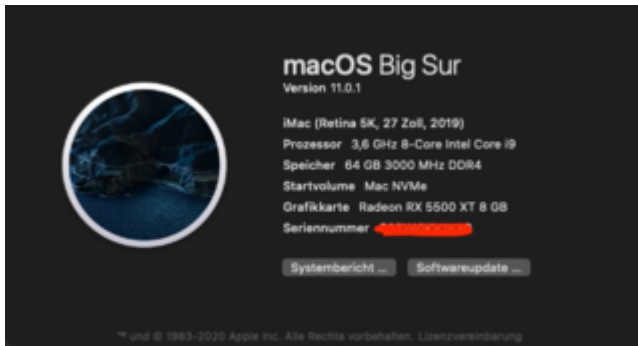 macOS Big Sur
Version 11.0.1
iMac (Retina 5K, 27 Zoll, 2019)
Prozessor 3,6 GHz 8-Core Intel Core i9
Speicher 64 GB 3000 MHz DDR4
Startvolume Mac NVMe
Grafikkarte Radeon RX 5500 XT 8 GB
Seriennummer
Systembericht ... Softwareupdate ...
™ und © 1983-2020 Apple Inc. Alle Rechte vorbehalten. Lizenzvereinbarung